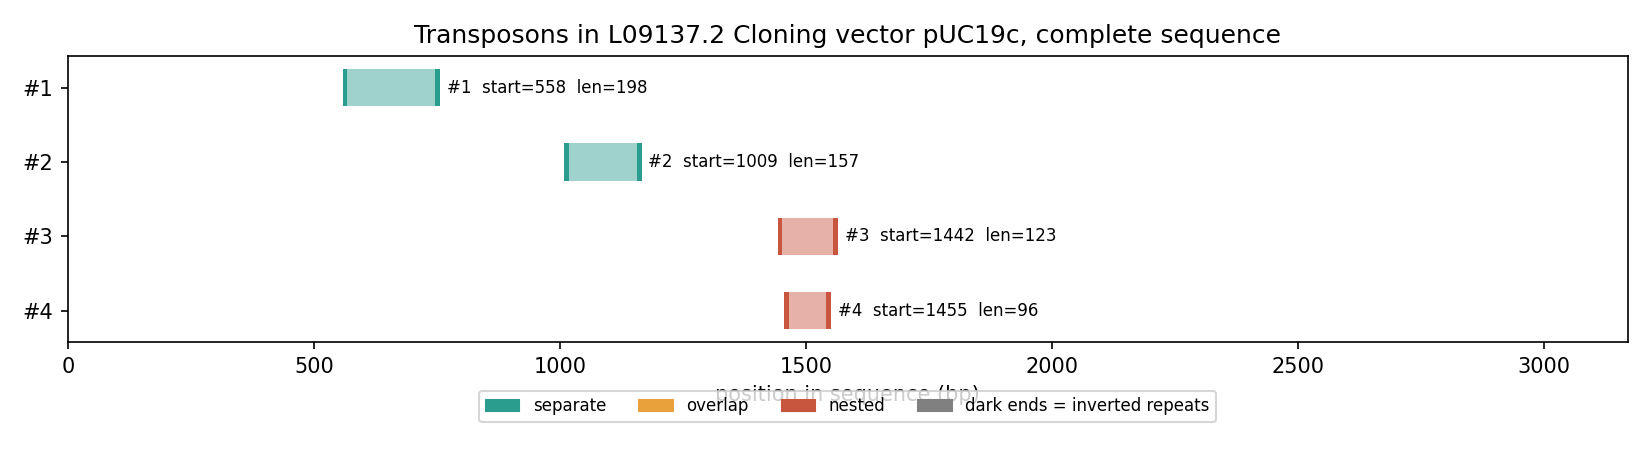 Transposons in L09137.2 Cloning vector pUC19c, complete sequence
#1
#1  start=558  len=198
#2
#2  start=1009  len=157
#3
#3  start=1442  len=123
#4
#4  start=1455  len=96
0 500 1000 1500 2000 2500 3000
position in sequence (bp)
separate overlap nested dark ends = inverted repeats